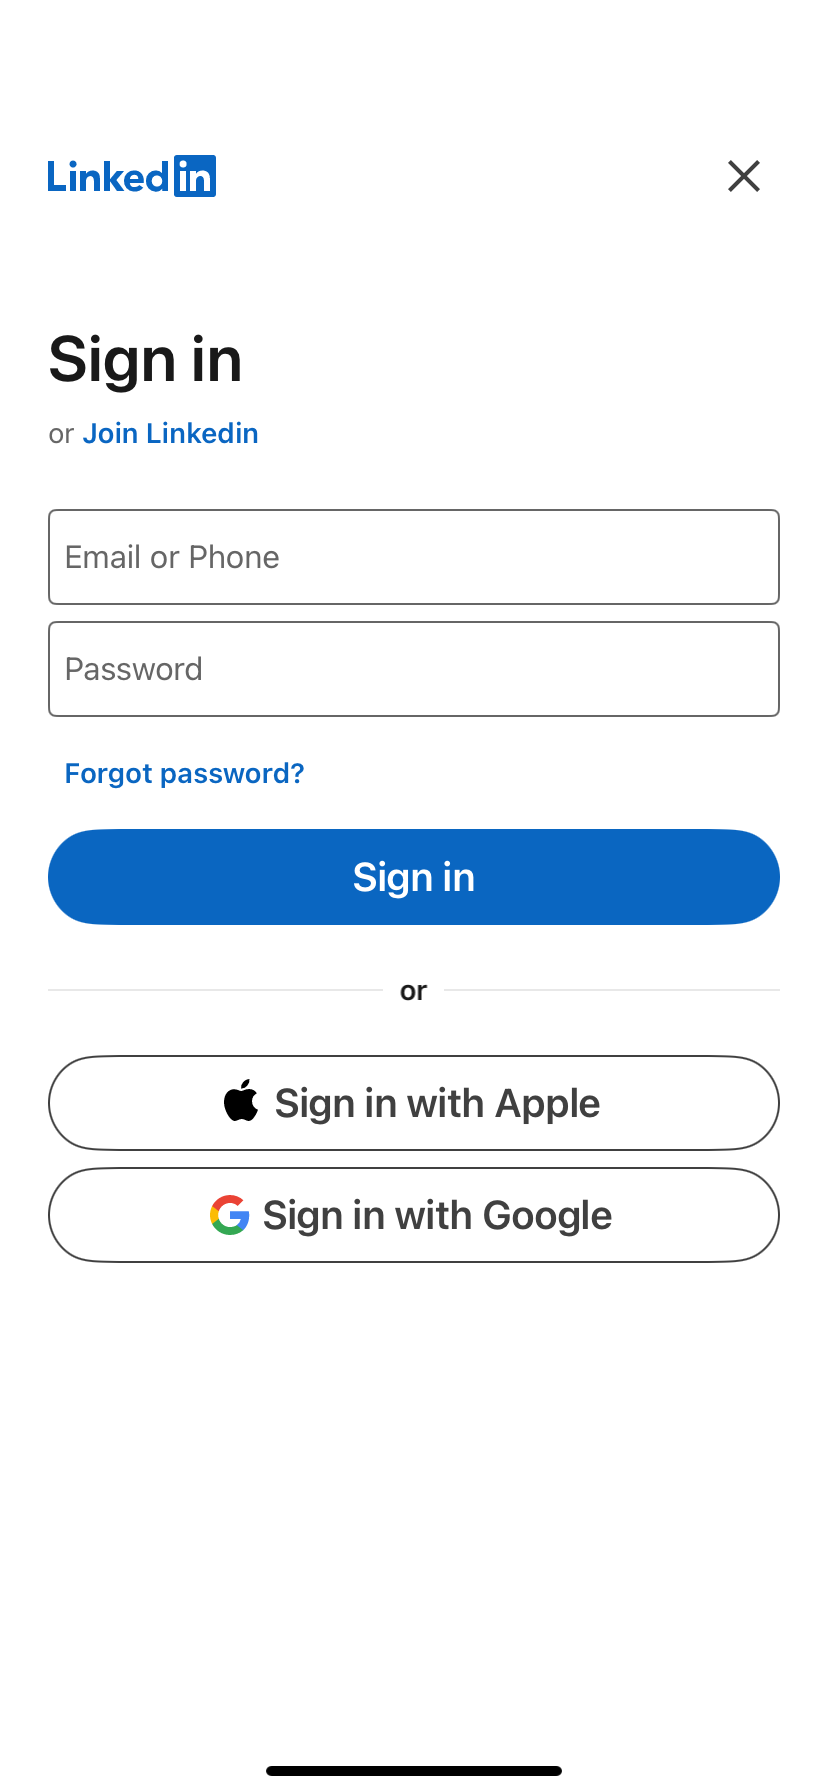 Linkedin
Sign in
or Join Linkedin
Email or Phone
Password
Forgot password?
Sign in
or
Sign in with Apple
Sign in with Google